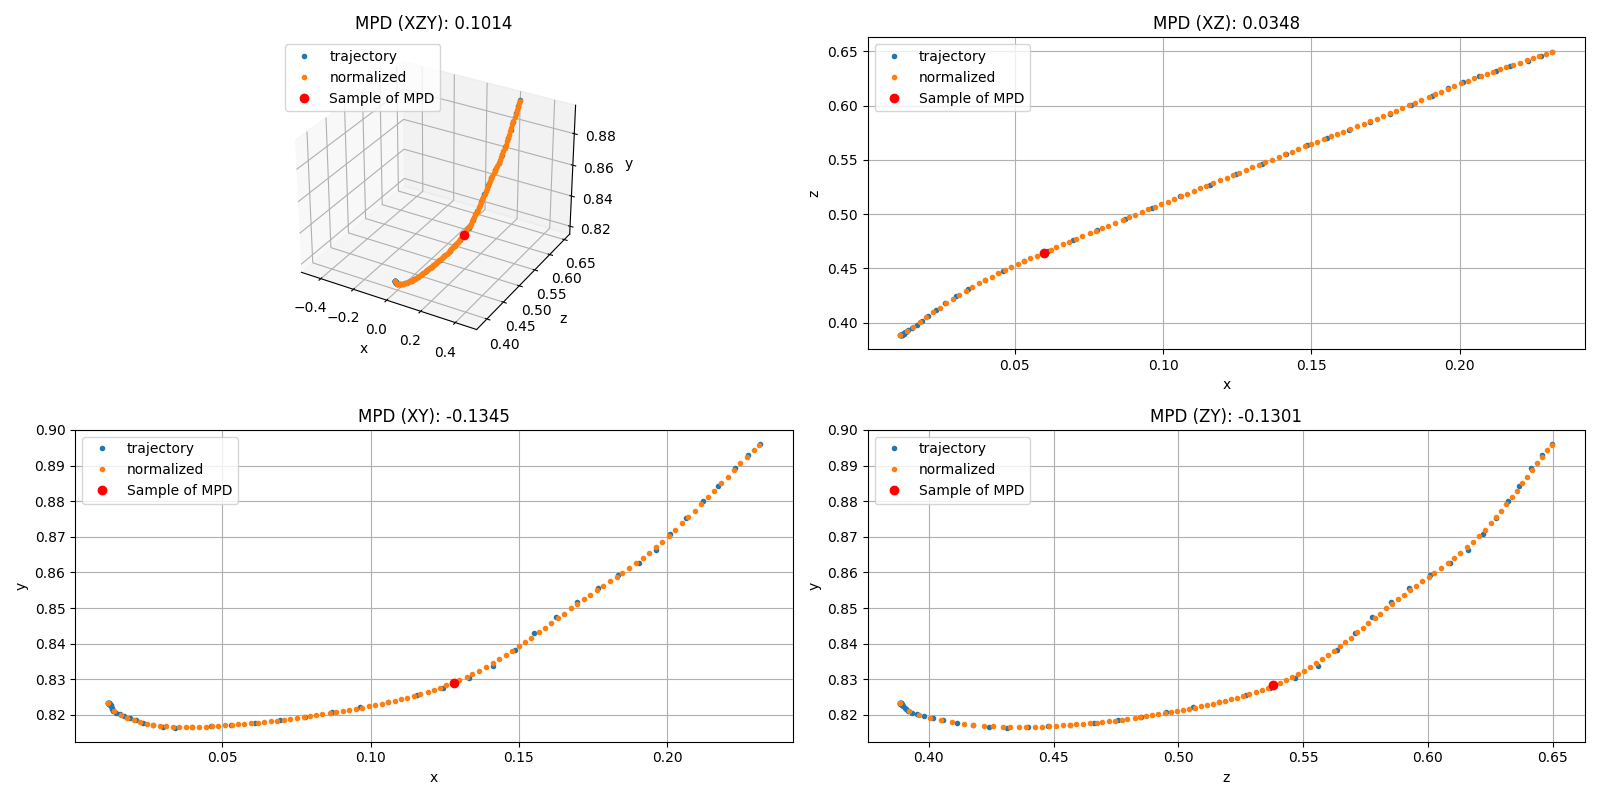 MPD (XZY): 0.1014
trajectory
normalized
Sample of MPD
0.88
0.86
0.84
0.82
y
0.65
0.60
0.55
0.50
0.45
0.40
z
−0.4
−0.2
0.0
0.2
0.4
x
MPD (XZ): 0.0348
trajectory
normalized
Sample of MPD
0.65
0.60
0.55
0.50
0.45
0.40
z
0.05 0.10 0.15 0.20
x
MPD (XY): -0.1345
trajectory
normalized
Sample of MPD
0.90
0.89
0.88
0.87
0.86
0.85
0.84
0.83
0.82
y
0.05 0.10 0.15 0.20
x
MPD (ZY): -0.1301
trajectory
normalized
Sample of MPD
0.90
0.89
0.88
0.87
0.86
0.85
0.84
0.83
0.82
y
0.40 0.45 0.50 0.55 0.60 0.65
z